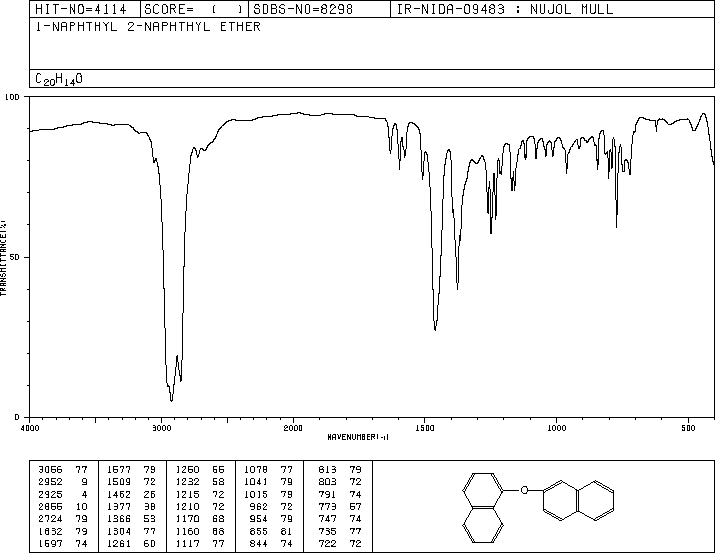 HIT-NO=4114 SCORE= ( ) SDBS-NO=8298 IR-NIDA-09483 : NUJOL MULL
1-NAPHTHYL 2-NAPHTHYL ETHER
C20H14O
100
50
0
TRANSMITTANCE(%)
4000 3000 2000 1500 1000 500
WAVENUMBER(-1)
3056 77 1577 79 1260 66 1078 77 813 79
2952 9 1509 72 1232 58 1041 79 803 72
2925 4 1462 26 1215 72 1015 79 791 74
2866 10 1377 38 1210 72 962 72 773 57
2724 79 1366 53 1170 68 954 79 747 74
1632 79 1304 77 1160 68 855 81 735 77
1597 74 1261 60 1117 77 844 74 722 72
O